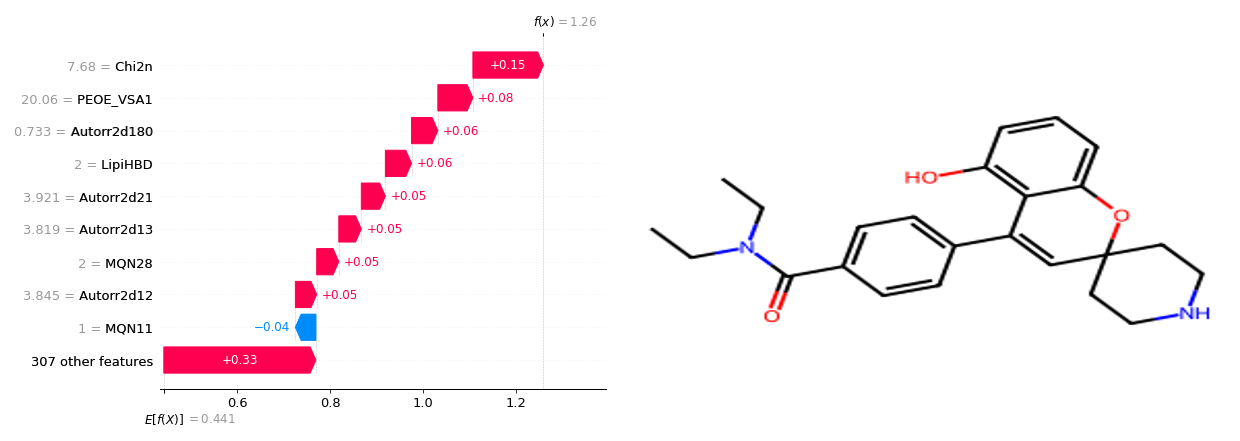 f(x) = 1.26
7.68 = Chi2n
+0.15
20.06 = PEOE_VSA1
+0.08
0.733 = Autorr2d180
+0.06
2 = LipiHBD
+0.06
3.921 = Autorr2d21
+0.05
3.819 = Autorr2d13
+0.05
2 = MQN28
+0.05
3.845 = Autorr2d12
+0.05
1 = MQN11
−0.04
307 other features
+0.33
0.6 0.8 1.0 1.2
E[f(X)] = 0.441
HO
O
N
O
NH